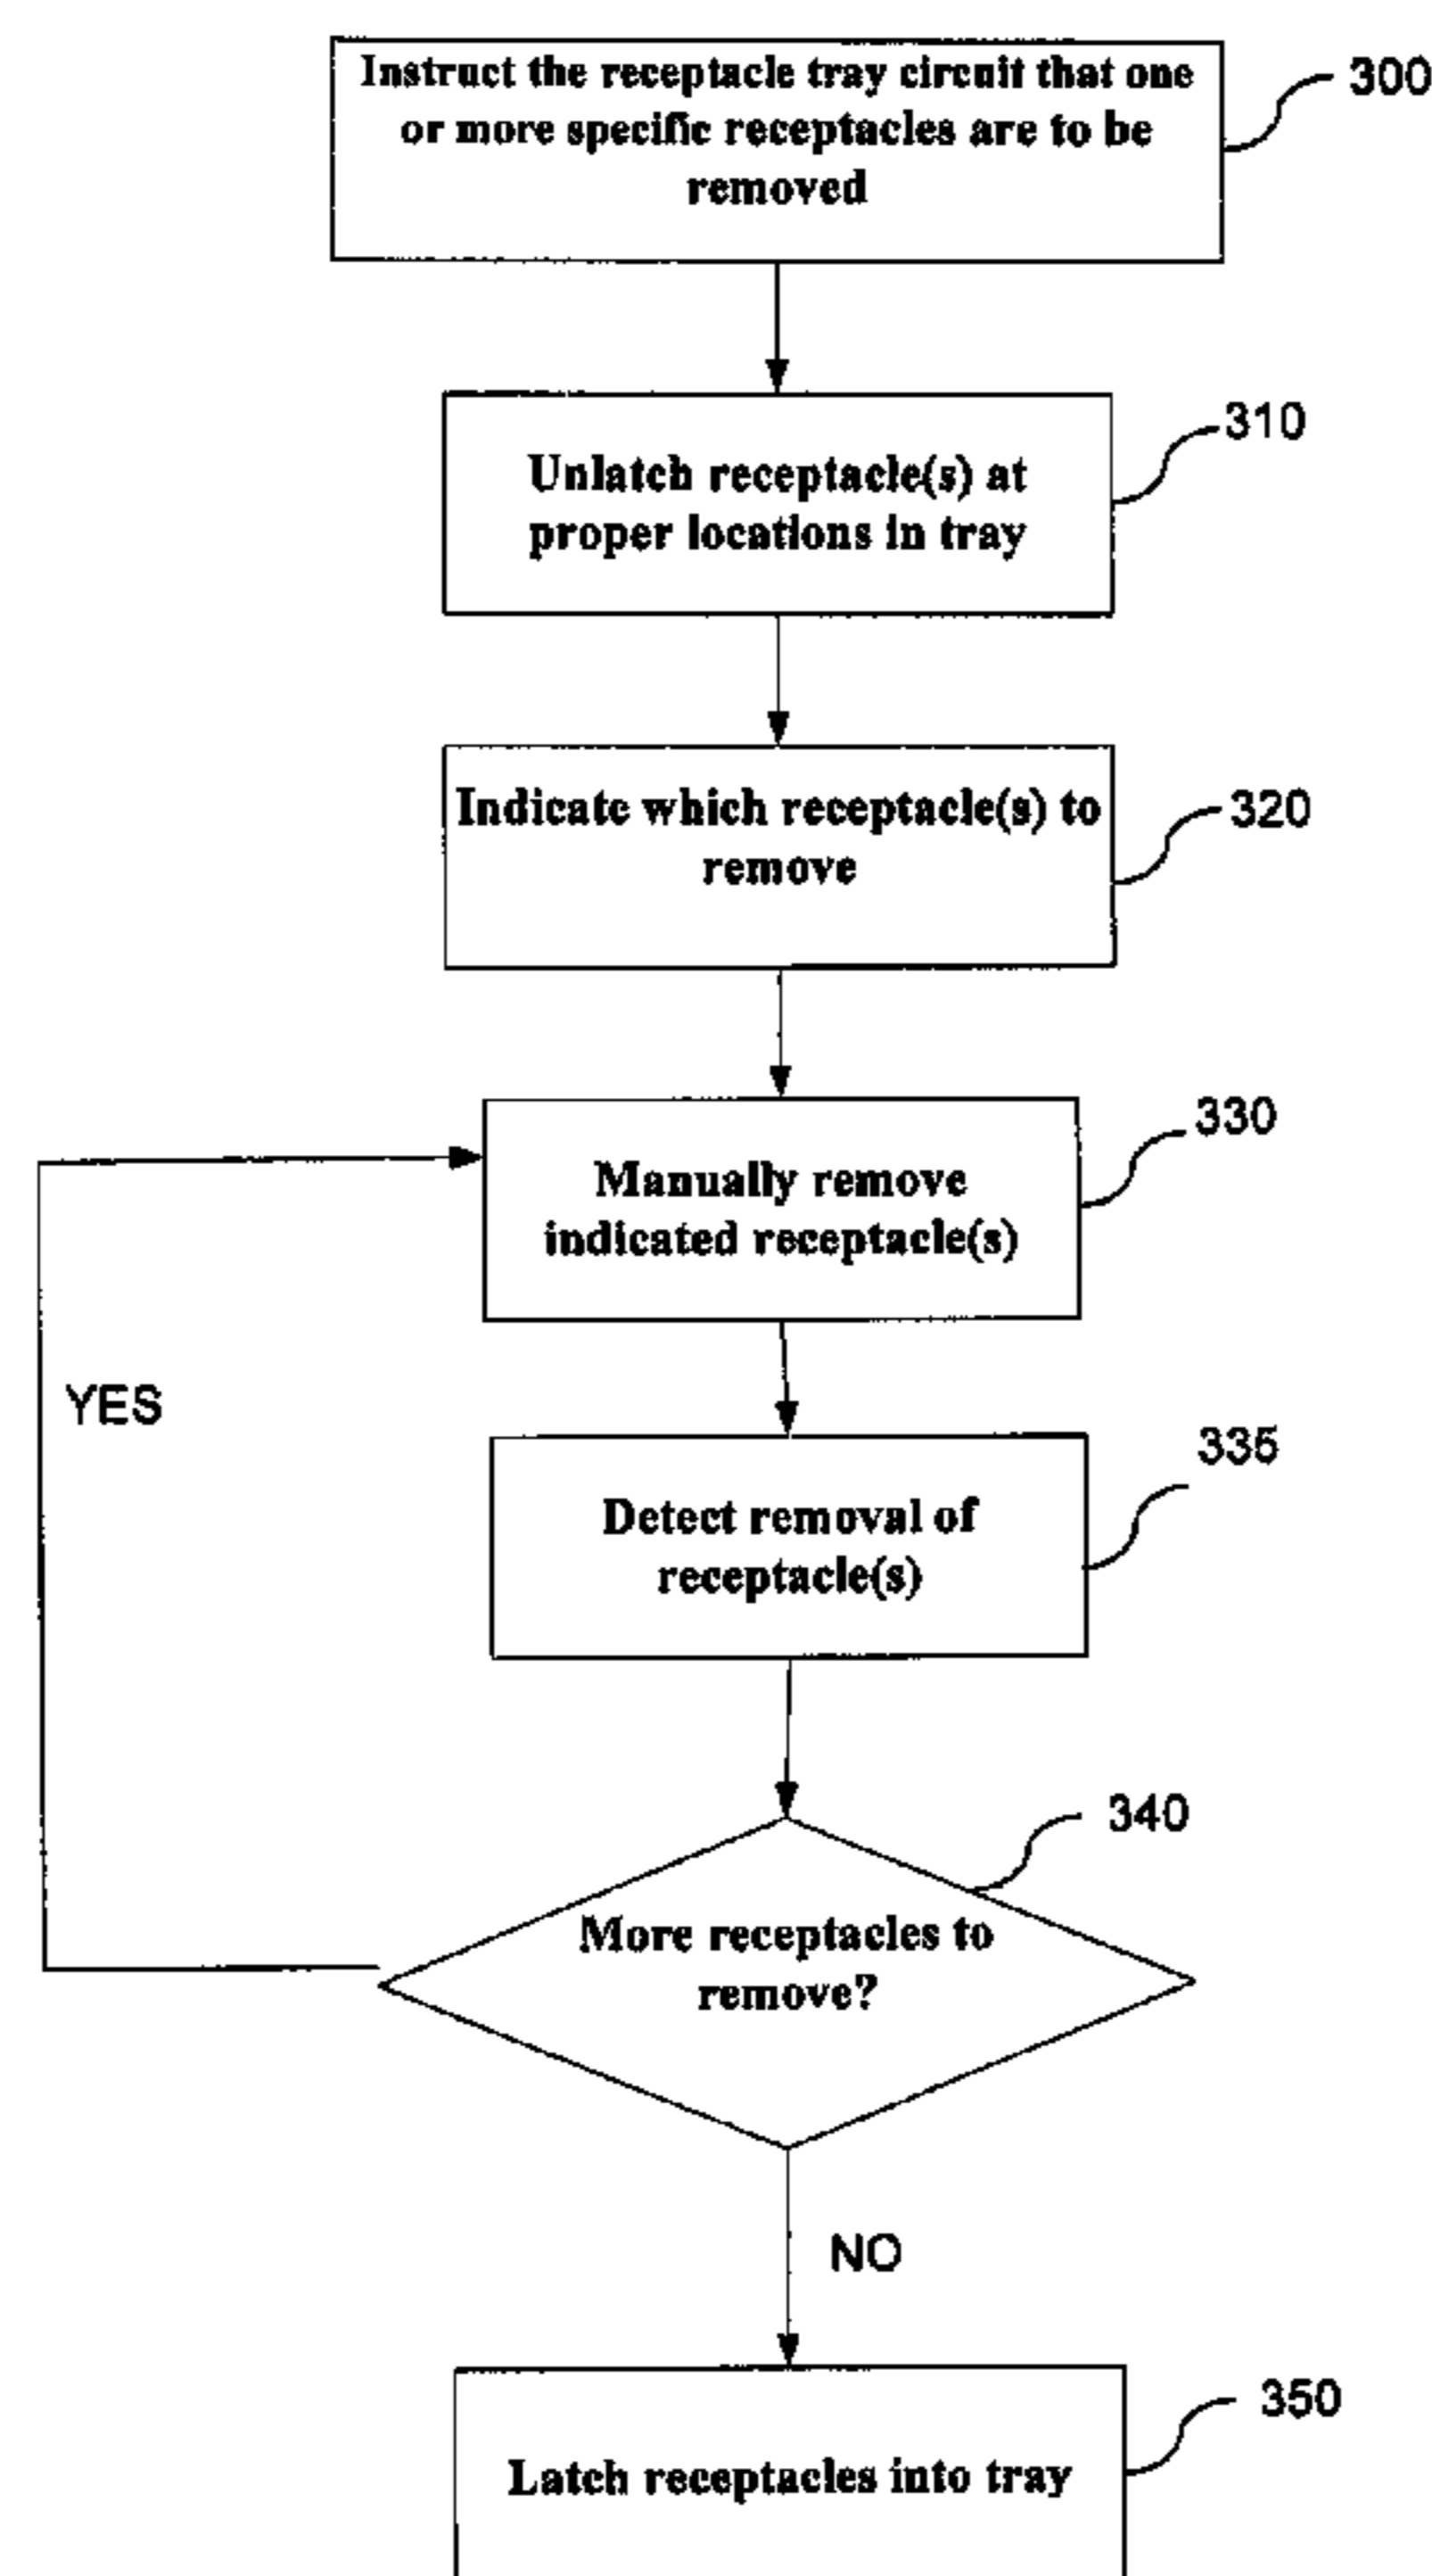 Instruct the receptacle tray circuit that one
or more specific receptacles are to be
removed
300
Unlatch receptacle(s) at
proper locations in tray
310
Indicate which receptacle(s) to
remove
320
Manually remove
indicated receptacle(s)
330
YES
Detect removal of
receptacle(s)
335
More receptacles to
remove?
340
NO
Latch receptacles into tray
350